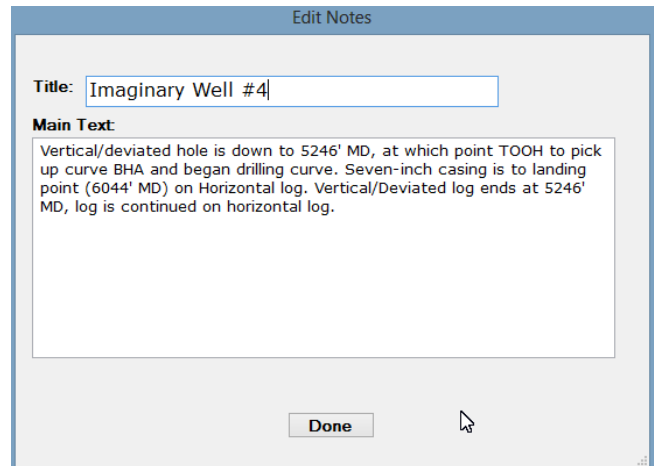 Edit Notes
Title: Imaginary Well #4
Main Text:
Vertical/deviated hole is down to 5246' MD, at which point TOOH to pick
up curve BHA and began drilling curve. Seven-inch casing is to landing
point (6044' MD) on Horizontal log. Vertical/Deviated log ends at 5246'
MD, log is continued on horizontal log.
Done